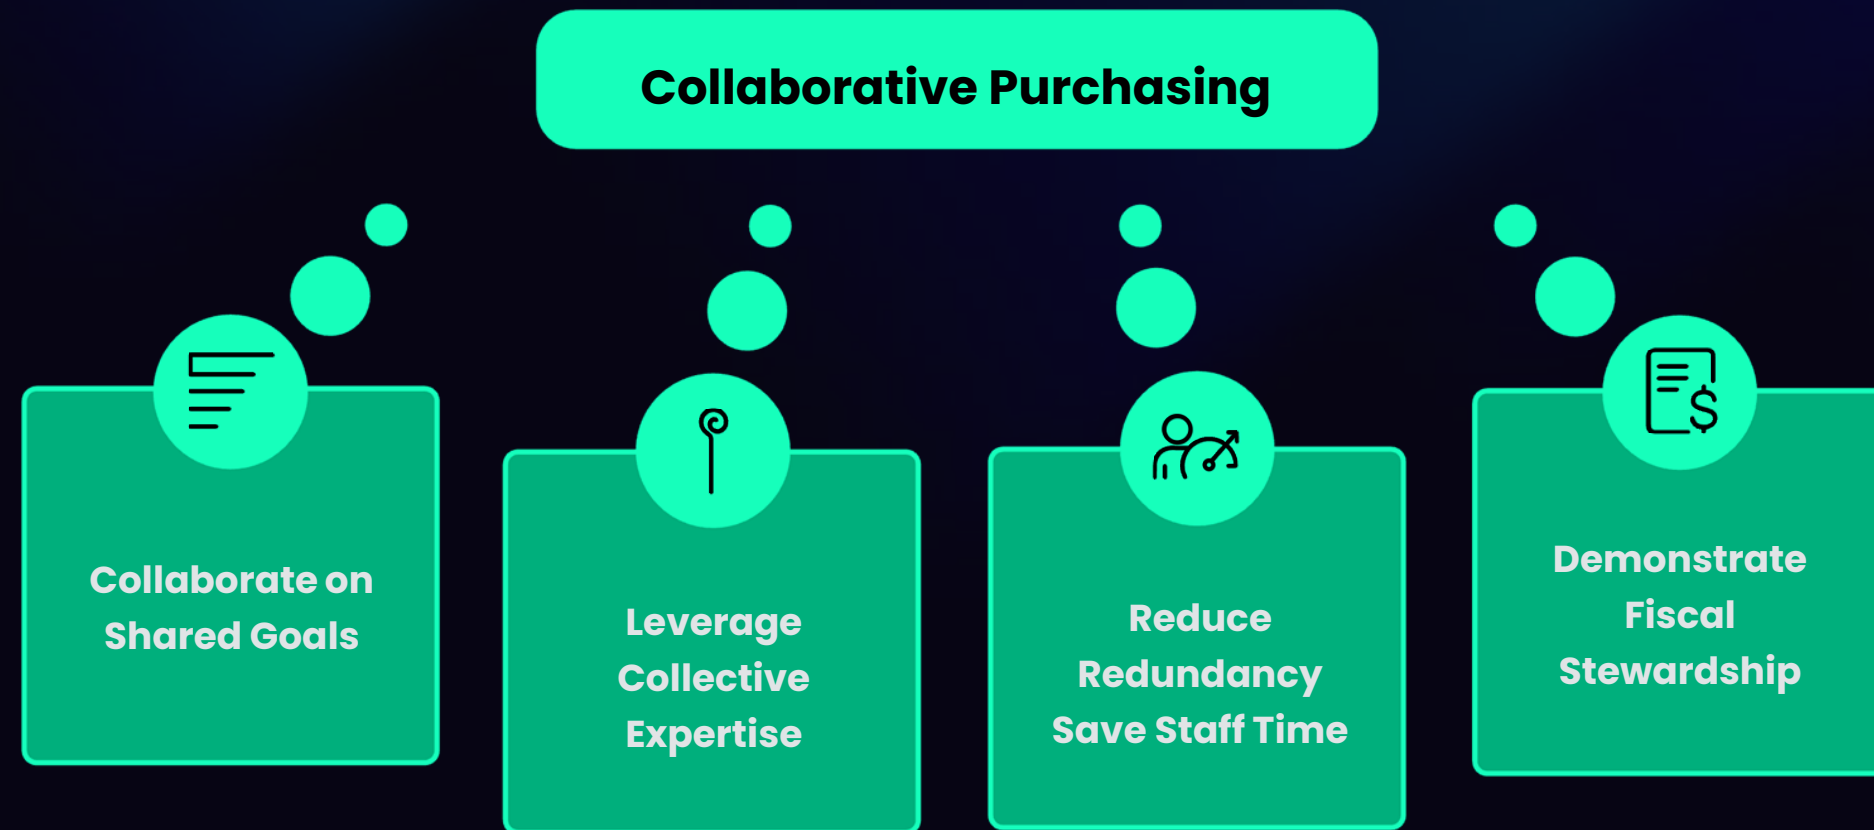 Collaborative Purchasing
Collaborate on
Shared Goals
Leverage
Collective
Expertise
Reduce
Redundancy
Save Staff Time
Demonstrate
Fiscal
Stewardship